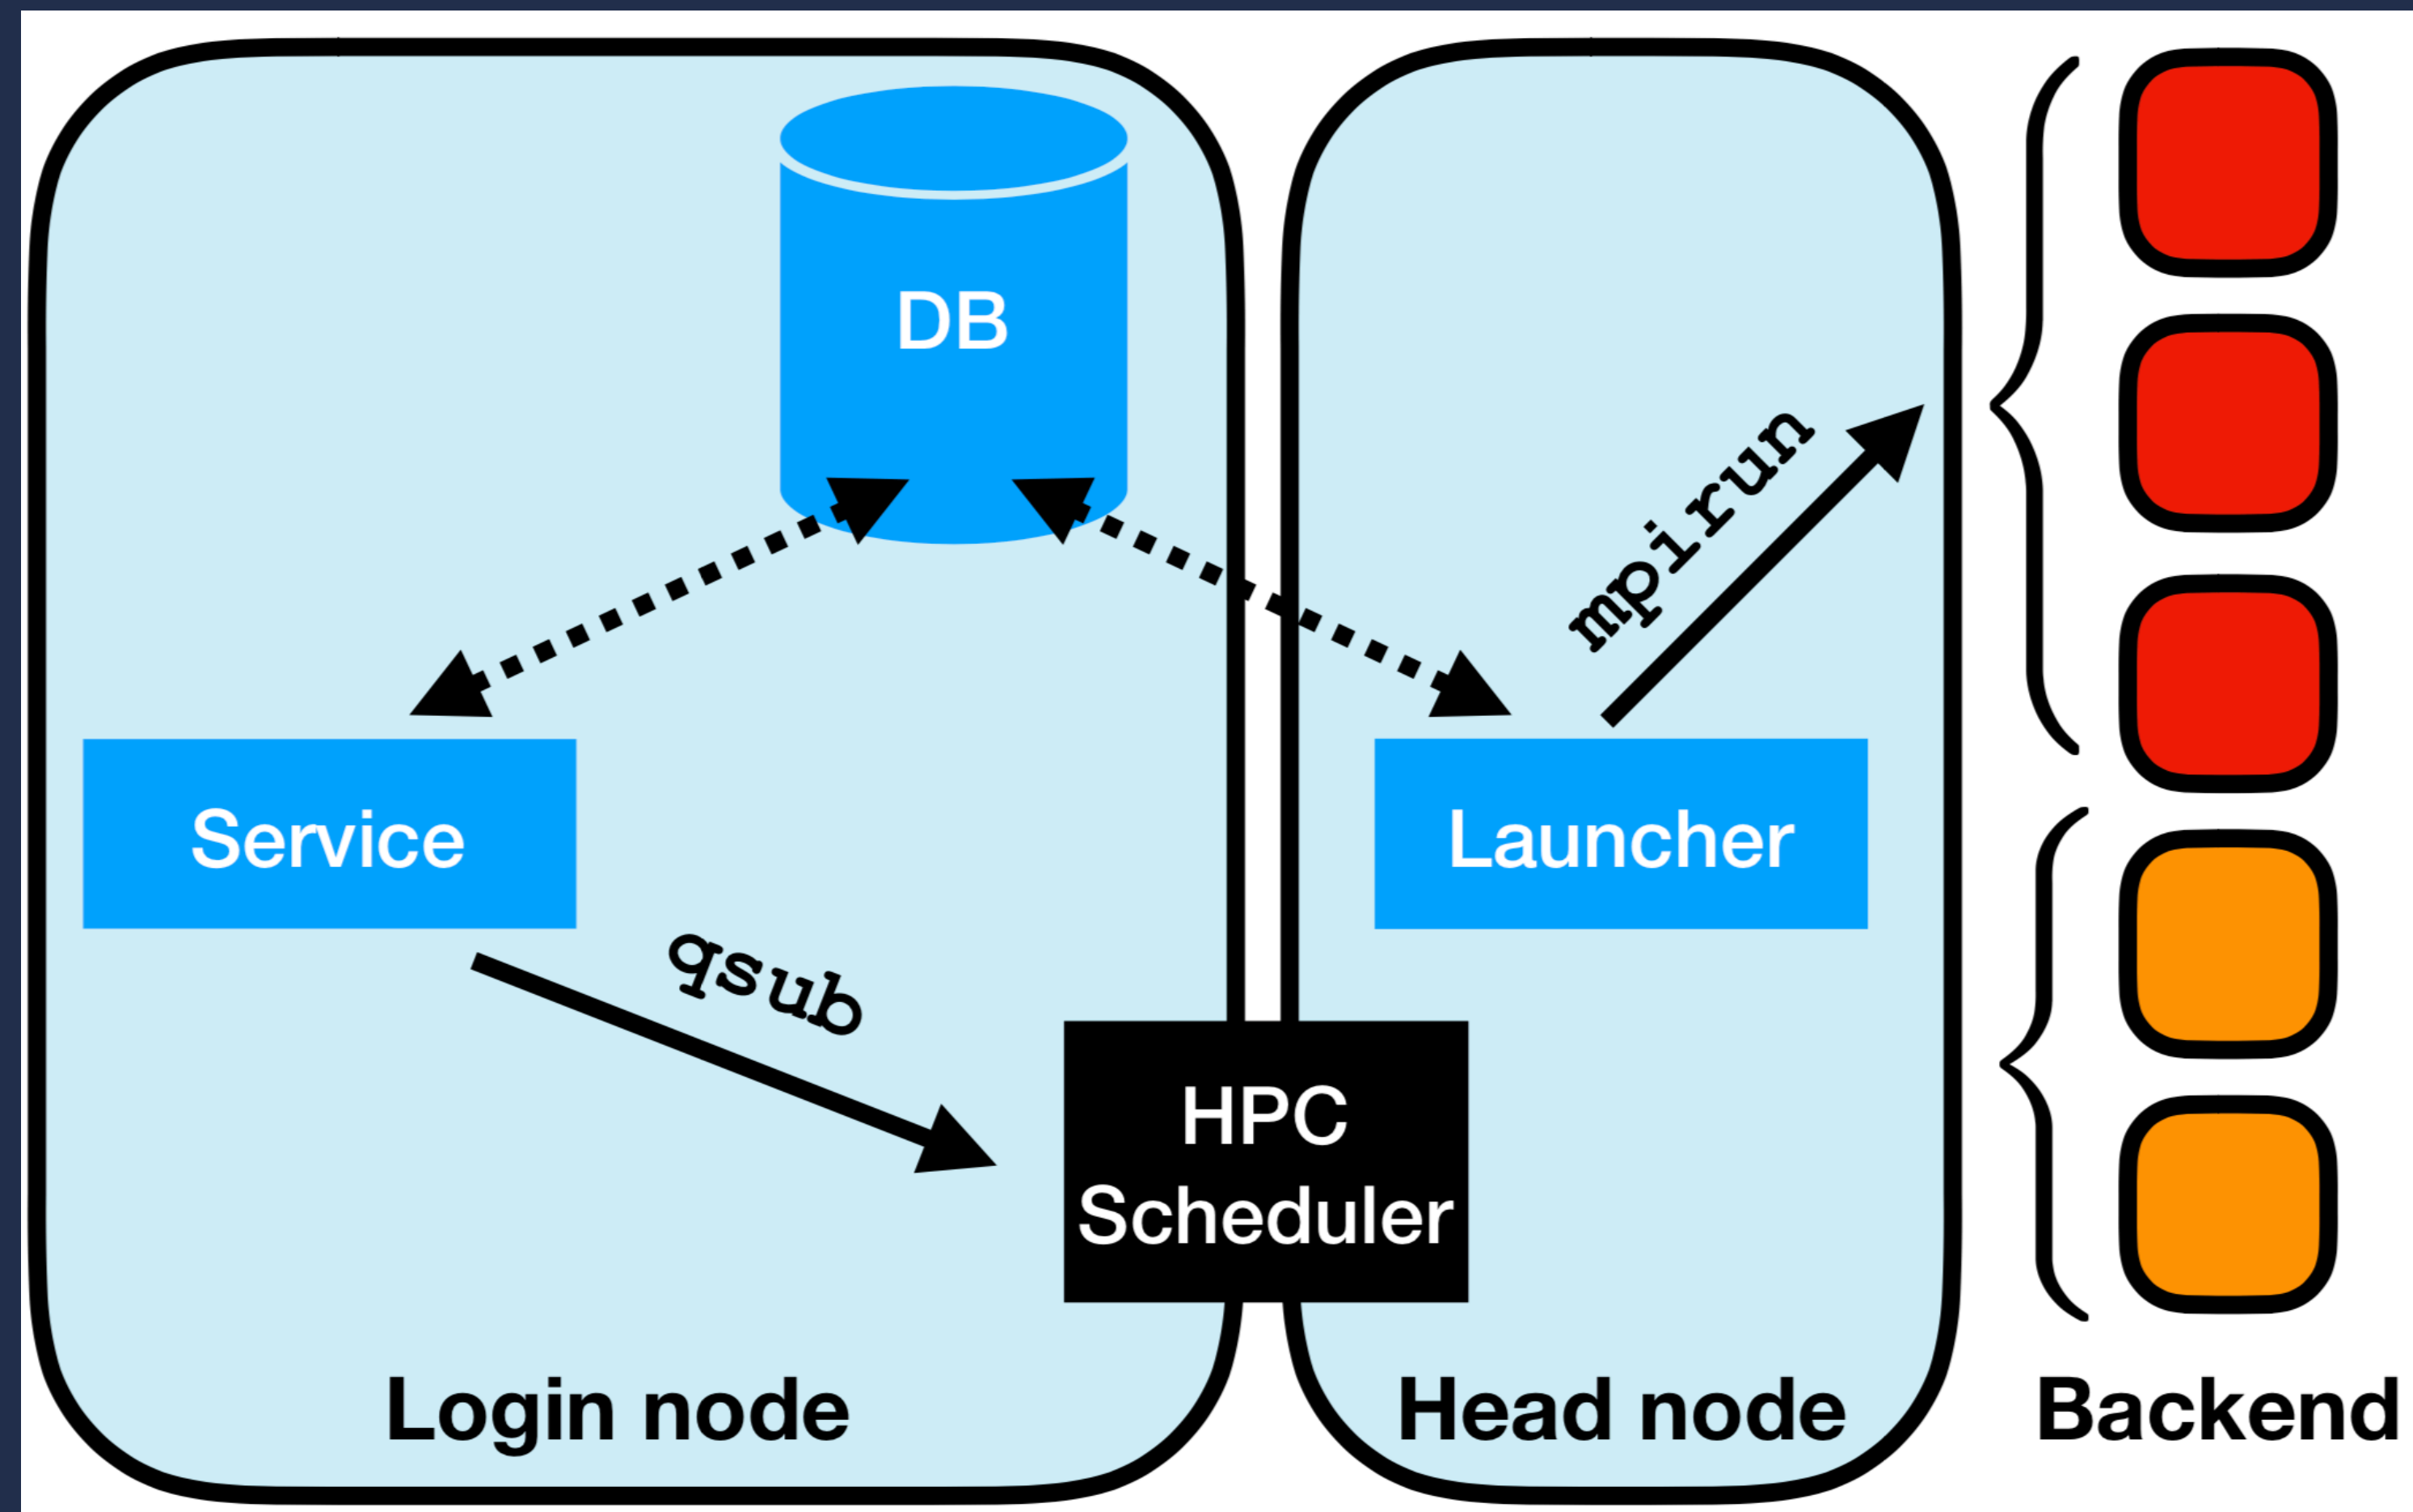 DB
mpirun
Service
Launcher
qsub
HPC
Scheduler
Login node
Head node
Backend